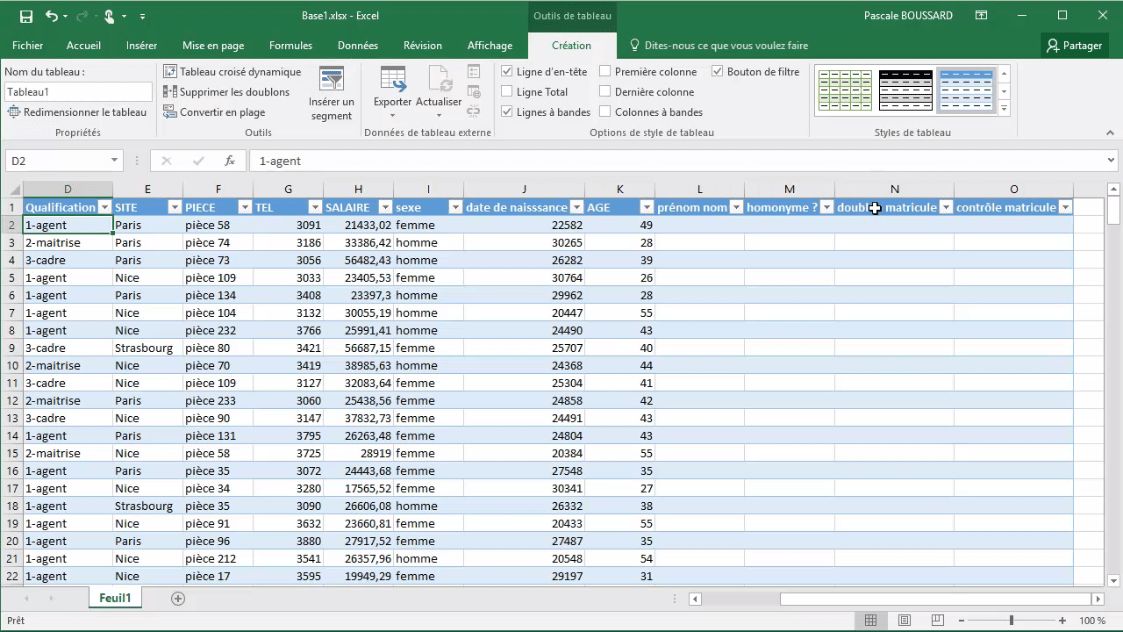 Base1.xlsx - Excel
Outils de tableau
Pascale BOUSSARD
Fichier Accueil Insérer Mise en page Formules Données Révision Affichage Création Dites-nous ce que vous voulez faire Partager
Nom du tableau :
Tableau1
Redimensionner le tableau
Propriétés
Tableau croisé dynamique
Supprimer les doublons
Convertir en plage
Insérer un
segment
Outils
Exporter Actualiser
Données de tableau externe
Ligne d'en-tête Première colonne Bouton de filtre
Ligne Total Dernière colonne
Lignes à bandes Colonnes à bandes
Options de style de tableau
Styles de tableau
D2 fx 1-agent
D E F G H I J K L M N O
1 Qualification SITE PIECE TEL SALAIRE sexe date de naisssance AGE prénom nom homonyme ? matricule contrôle matricule
2 1-agent Paris pièce 58 3091 21433,02 femme 22582 49
3 2-maitrise Paris pièce 74 3186 33386,42 homme 30265 28
4 3-cadre Paris pièce 73 3056 56482,43 homme 26282 39
5 1-agent Nice pièce 109 3033 23405,53 femme 30764 26
6 1-agent Paris pièce 134 3408 23397,3 homme 29962 28
7 1-agent Nice pièce 104 3132 30055,19 homme 20447 55
8 1-agent Nice pièce 232 3766 25991,41 homme 24490 43
9 3-cadre Strasbourg pièce 80 3421 56687,15 femme 25707 40
10 2-maitrise Nice pièce 70 3419 38985,63 homme 24368 44
11 3-cadre Nice pièce 109 3127 32083,64 femme 25304 41
12 2-maitrise Paris pièce 233 3060 25438,56 femme 24858 42
13 3-cadre Nice pièce 90 3147 37832,73 femme 24491 43
14 1-agent Paris pièce 131 3795 26263,48 femme 24804 43
15 2-maitrise Nice pièce 58 3725 28919 femme 20384 55
16 1-agent Paris pièce 35 3072 24443,68 femme 27548 35
17 1-agent Nice pièce 34 3280 17565,52 femme 30341 27
18 1-agent Strasbourg pièce 35 3090 26606,08 homme 26332 38
19 1-agent Nice pièce 91 3632 23660,81 femme 20433 55
20 1-agent Paris pièce 96 3880 27917,52 femme 27487 35
21 1-agent Nice pièce 212 3541 26357,96 homme 20548 54
22 1-agent Nice pièce 17 3595 19949,29 femme 29197 31
Feuil1
Prêt 100 %